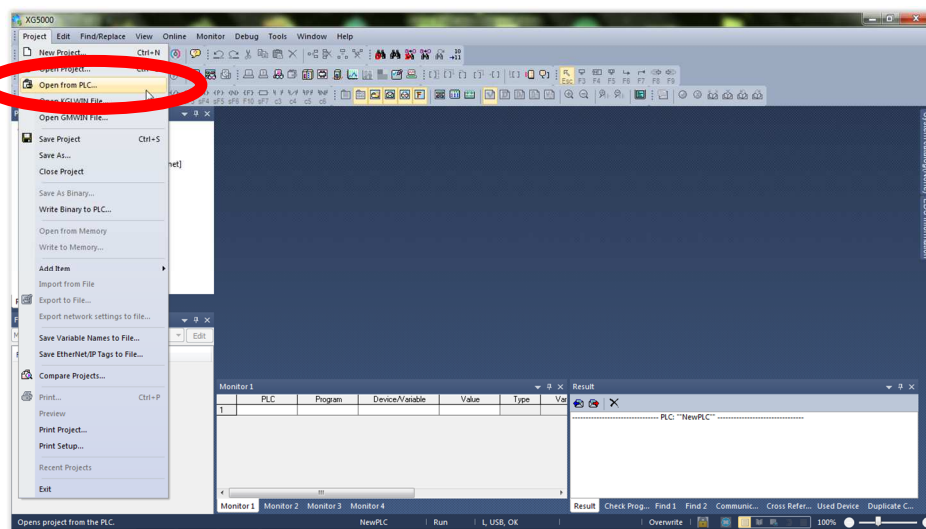 XG5000
Project Edit Find/Replace View Online Monitor Debug Tools Window Help
New Project... Ctrl+N
Open Project...
Open from PLC...
Open KGLWIN File...
Open GMWIN File...
Save Project Ctrl+S
Save As...
Close Project
Save As Binary...
Write Binary to PLC...
Open from Memory
Write to Memory...
Add Item
Import from File
Export to File...
Export network settings to file...
Edit
Save Variable Names to File...
Save EtherNet/IP Tags to File...
Compare Projects...
Print... Ctrl+P
Preview
Print Project...
Print Setup...
Recent Projects
Exit
Monitor 1
PLC Program Device/Variable Value Type Var
1
Monitor 1 Monitor 2 Monitor 3 Monitor 4
Result
PLC: "NewPLC"
Result Check Prog... Find 1 Find 2 Communic... Cross Refer... Used Device Duplicate C...
Opens project from the PLC. NewPLC Run L, USB, OK Overwrite 100%